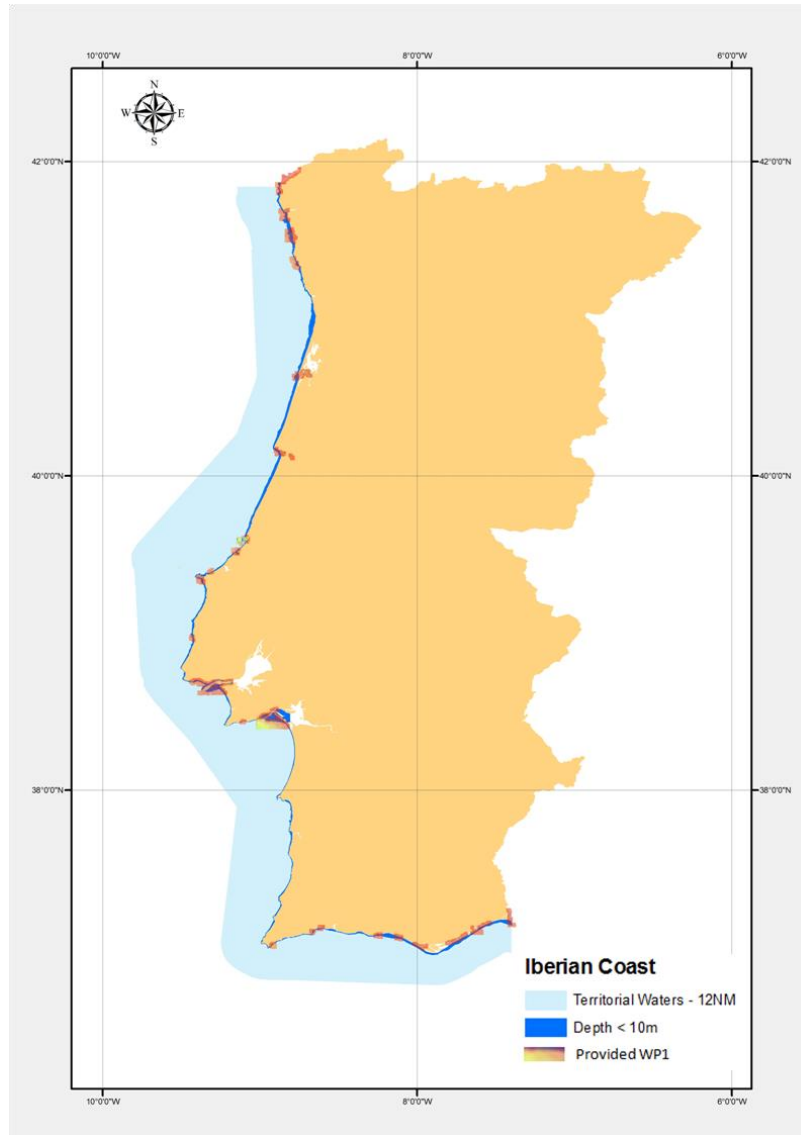 10°0'0"W 8°0'0"W 6°0'0"W
N
W E
S
42°0'0"N 42°0'0"N
40°0'0"N 40°0'0"N
38°0'0"N 38°0'0"N
Iberian Coast
Territorial Waters - 12NM
Depth < 10m
Provided WP1
10°0'0"W 8°0'0"W 6°0'0"W